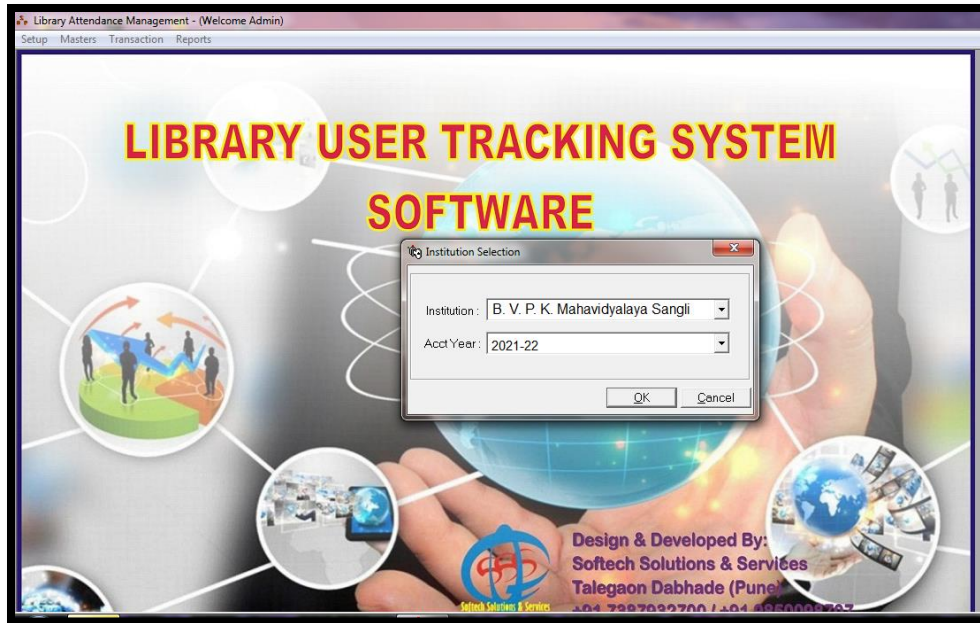 Library Attendance Management - (Welcome Admin)
Setup Masters Transaction Reports
LIBRARY USER TRACKING SYSTEM
SOFTWARE
Institution Selection
Institution : B. V. P. K. Mahavidyalaya Sangli
Acct Year : 2021-22
OK Cancel
Design & Developed By:
Softech Solutions & Services
Talegaon Dabhade (Pune)
Softech Solutions & Services